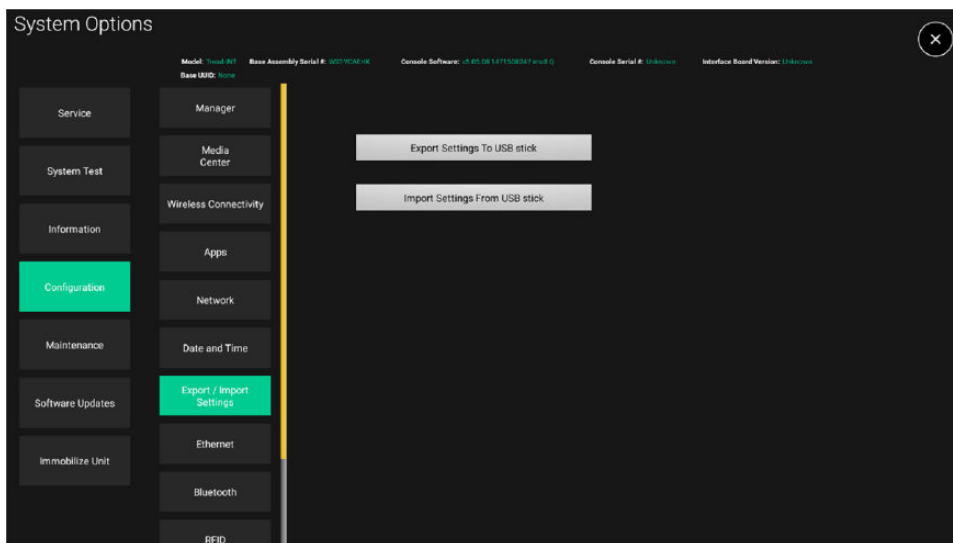 System Options
Model: Tread-INT Base Assembly Serial #: Console Software: Console Serial #: Unknown Interface Board Version: Unknown
Base UUID: None
Service
System Test
Information
Configuration
Maintenance
Software Updates
Immobilize Unit
Manager
Media
Center
Wireless Connectivity
Apps
Network
Date and Time
Export / Import
Settings
Ethernet
Bluetooth
RFID
Export Settings To USB stick
Import Settings From USB stick